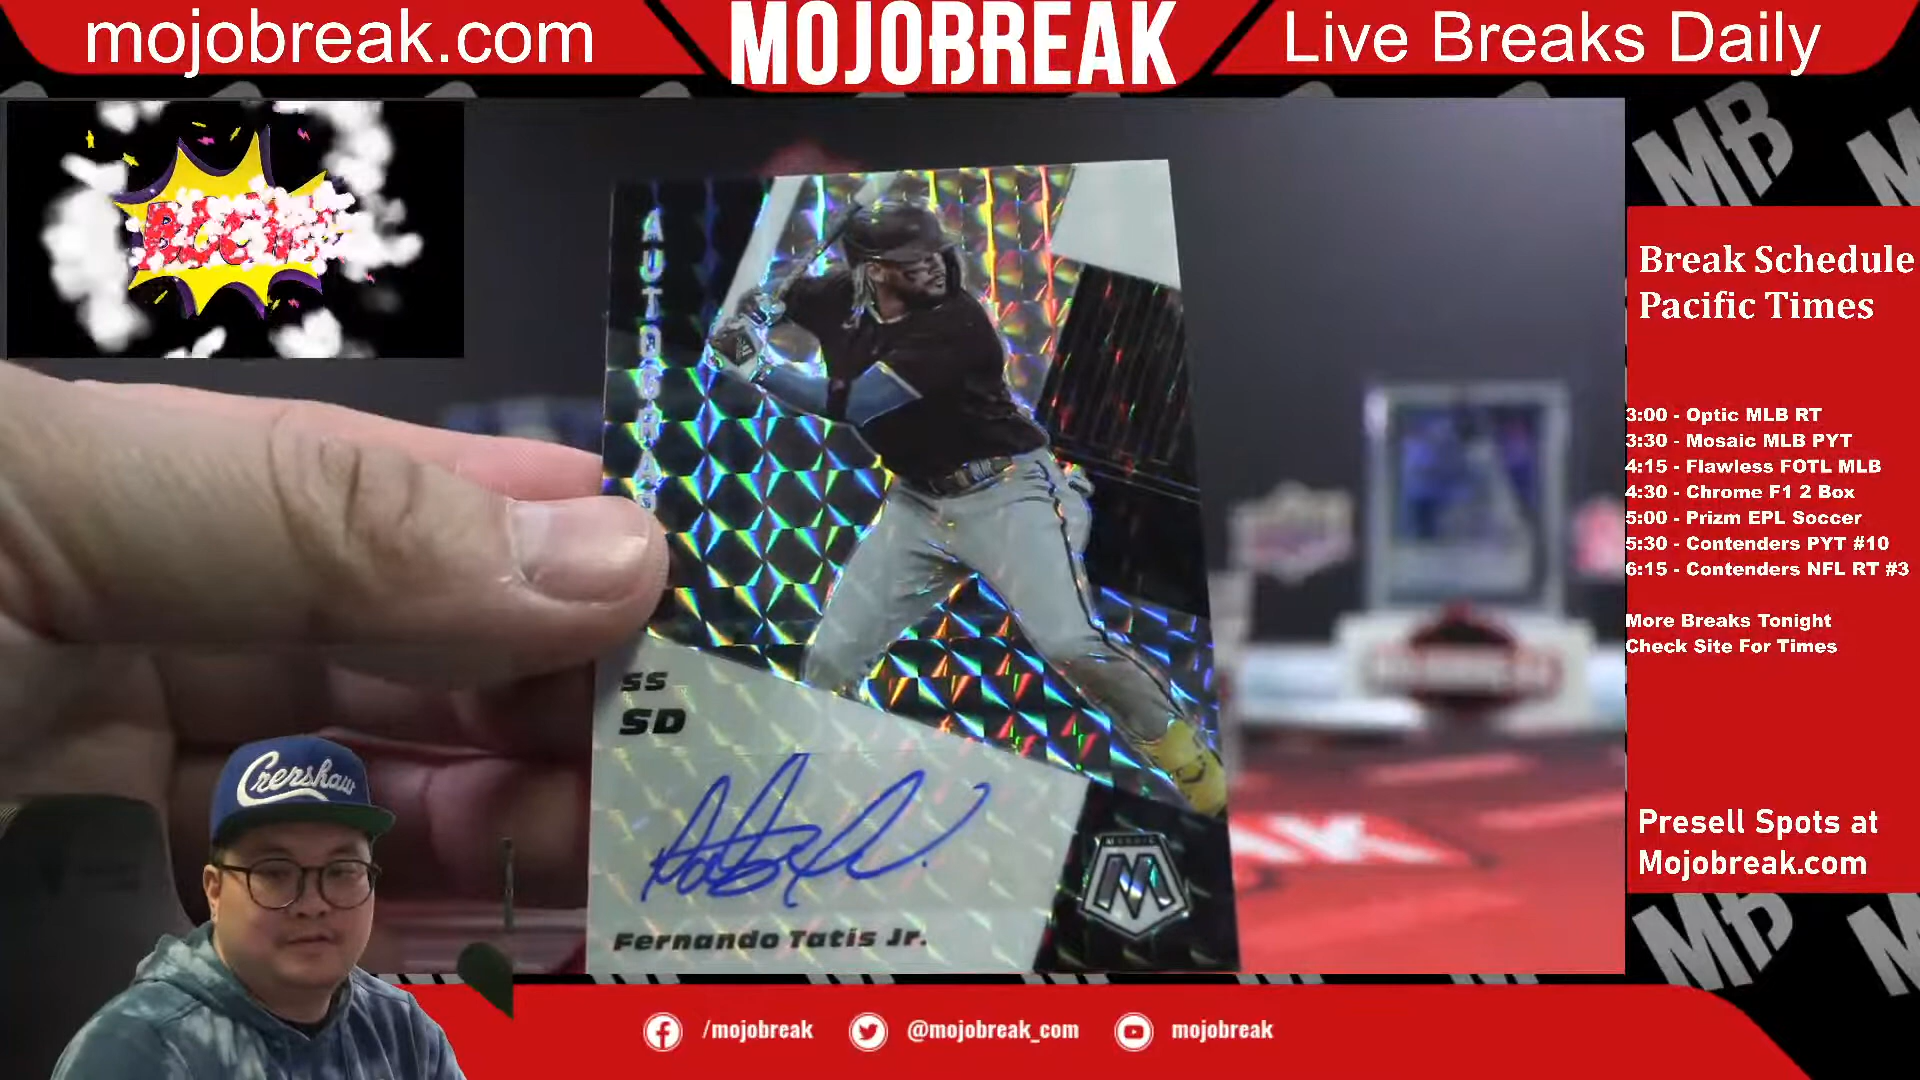 mojobreak.com
MOJOBREAK
Live Breaks Daily
MB
Break Schedule
Pacific Times
3:00 - Optic MLB RT
3:30 - Mosaic MLB PYT
4:15 - Flawless FOTL MLB
4:30 - Chrome F1 2 Box
5:00 - Prizm EPL Soccer
5:30 - Contenders PYT #10
6:15 - Contenders NFL RT #3
More Breaks Tonight
Check Site For Times
Presell Spots at
Mojobreak.com
MB
SS
SD
Fernando Tatis Jr.
MOSAIC
M
Crenshaw
/mojobreak
@mojobreak_com
mojobreak